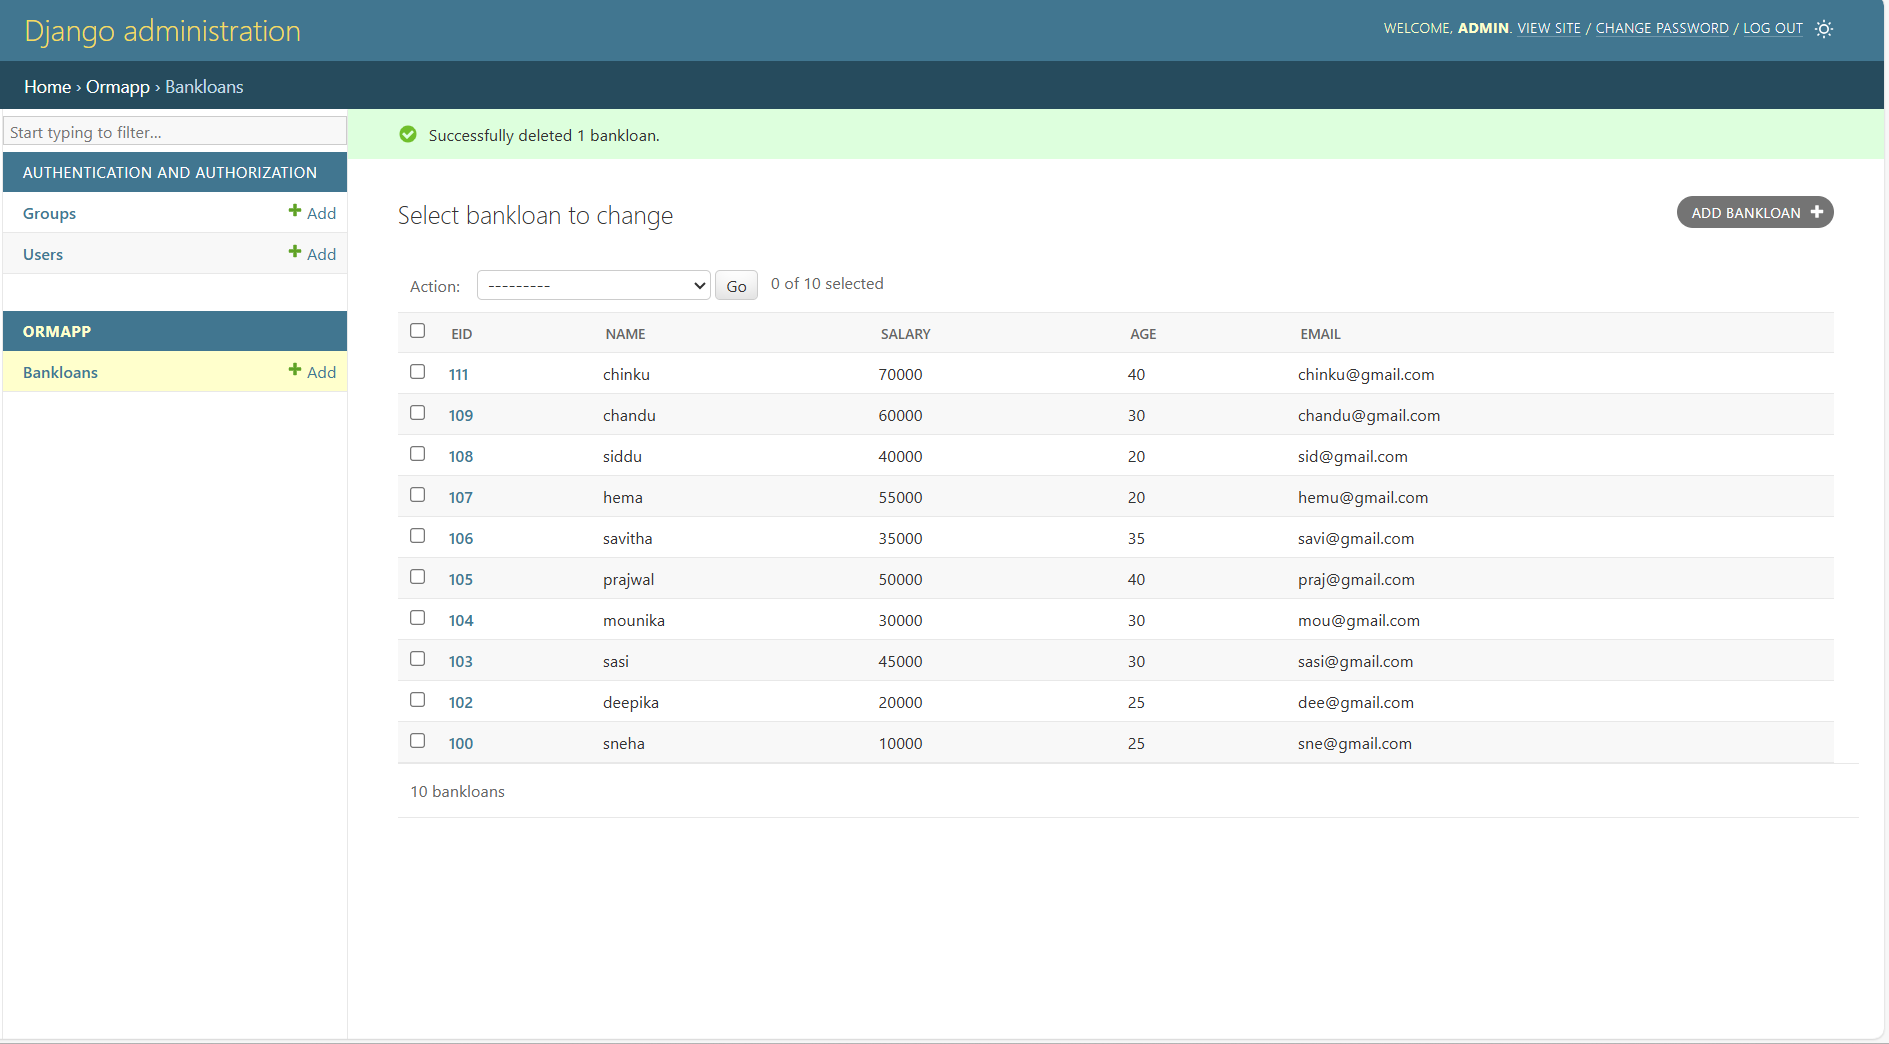 Django administration
WELCOME, ADMIN. VIEW SITE / CHANGE PASSWORD / LOG OUT
Home › Ormapp › Bankloans
Start typing to filter...
AUTHENTICATION AND AUTHORIZATION
Groups Add
Users Add
ORMAPP
Bankloans Add
Successfully deleted 1 bankloan.
Select bankloan to change
ADD BANKLOAN
Action: --------- Go 0 of 10 selected
EID NAME SALARY AGE EMAIL
111 chinku 70000 40 chinku@gmail.com
109 chandu 60000 30 chandu@gmail.com
108 siddu 40000 20 sid@gmail.com
107 hema 55000 20 hemu@gmail.com
106 savitha 35000 35 savi@gmail.com
105 prajwal 50000 40 praj@gmail.com
104 mounika 30000 30 mou@gmail.com
103 sasi 45000 30 sasi@gmail.com
102 deepika 20000 25 dee@gmail.com
100 sneha 10000 25 sne@gmail.com
10 bankloans